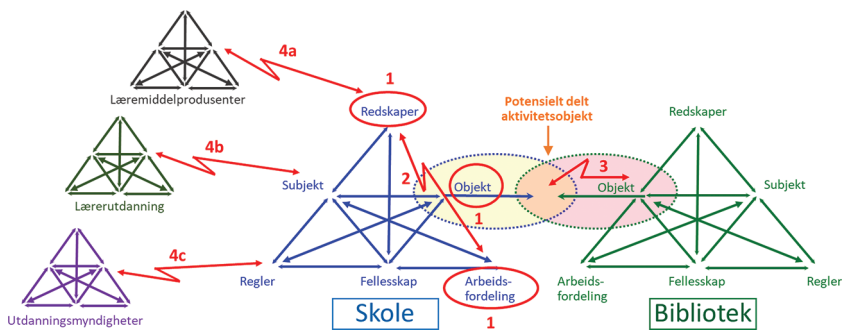 4a
1
Læremiddelprodusenter
Redskaper
Potensielt delt
aktivitetsobjekt
Redskaper
4b
2
3
Subjekt
Objekt
Objekt
Subjekt
Lærerutdanning
1
4c
Regler
Fellesskap
Arbeids-
fordeling
Arbeids-
fordeling
Fellesskap
Regler
Utdanningsmyndigheter
Skole
1
Bibliotek